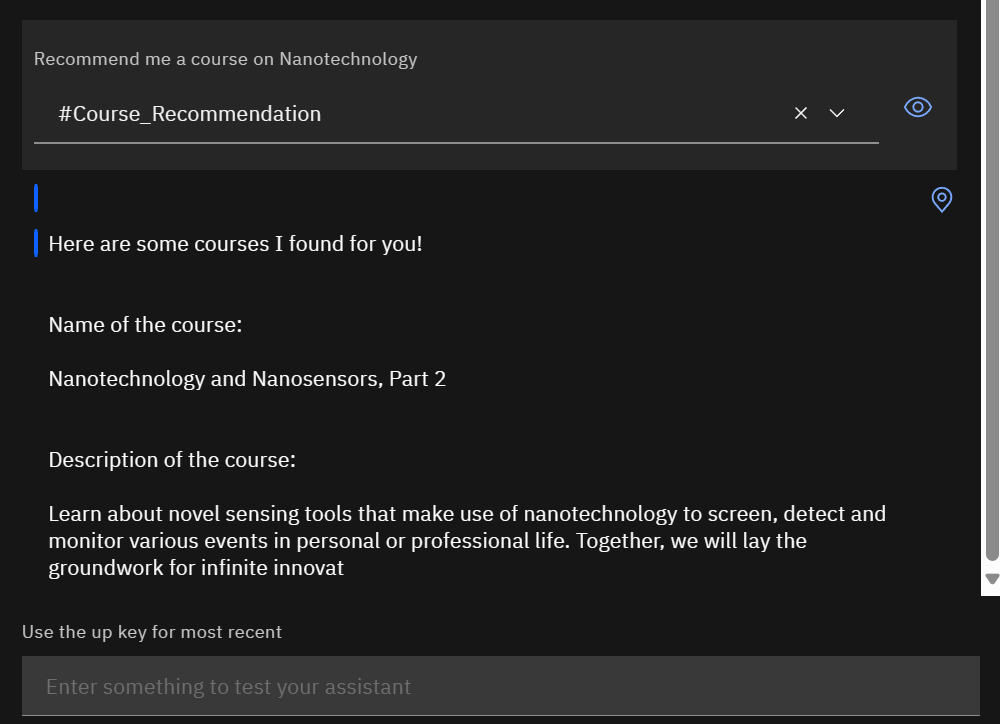 Recommend me a course on Nanotechnology
#Course_Recommendation
Here are some courses I found for you!
Name of the course:
Nanotechnology and Nanosensors, Part 2
Description of the course:
Learn about novel sensing tools that make use of nanotechnology to screen, detect and
monitor various events in personal or professional life. Together, we will lay the
groundwork for infinite innovat
Use the up key for most recent
Enter something to test your assistant